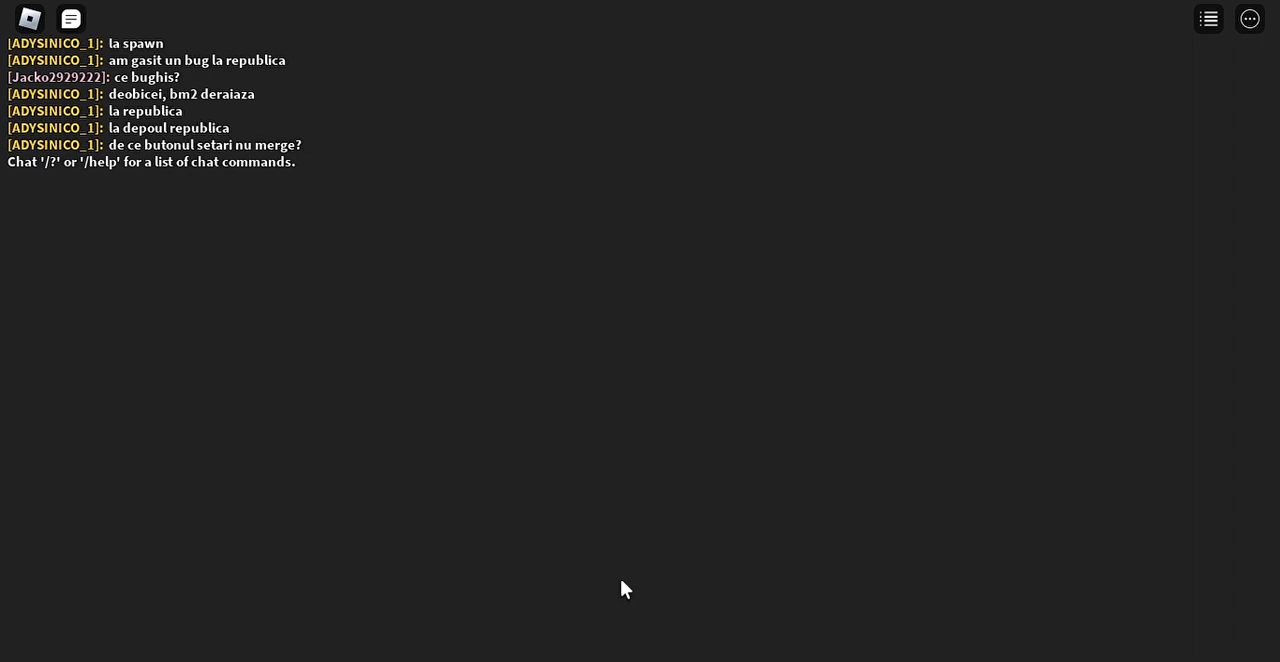 [ADYSINICO_1]: la spawn
[ADYSINICO_1]: am gasit un bug la republica
[Jacko2929222]: ce bughis?
[ADYSINICO_1]: deobicei, bm2 deraiaza
[ADYSINICO_1]: la republica
[ADYSINICO_1]: la depoul republica
[ADYSINICO_1]: de ce butonul setari nu merge?
Chat '/?' or '/help' for a list of chat commands.